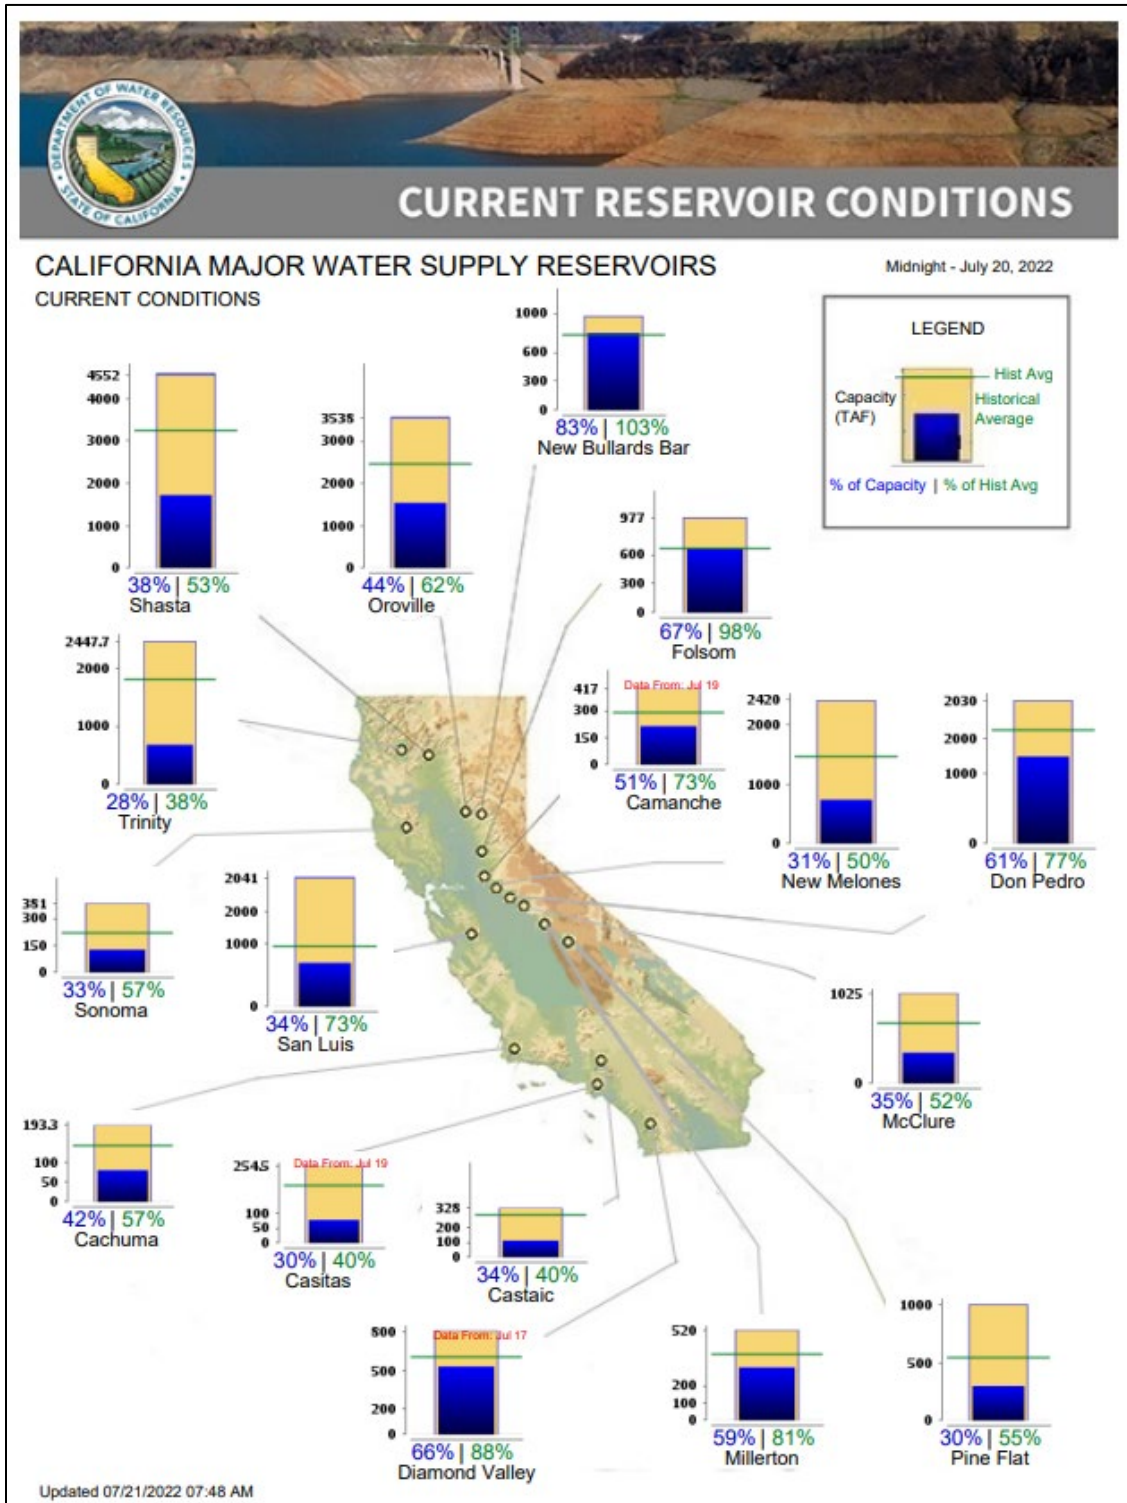 DEPARTMENT OF WATER RESOURCES
STATE OF CALIFORNIA
CURRENT RESERVOIR CONDITIONS
CALIFORNIA MAJOR WATER SUPPLY RESERVOIRS
CURRENT CONDITIONS
Midnight - July 20, 2022
LEGEND
Hist Avg
Capacity
(TAF)
Historical
Average
% of Capacity | % of Hist Avg
1000
600
300
0
83% | 103%
New Bullards Bar
4552
4000
3000
2000
1000
0
38% | 53%
Shasta
3538
3000
2000
1000
0
44% | 62%
Oroville
977
600
300
0
67% | 98%
Folsom
2447.7
2000
1000
0
28% | 38%
Trinity
Data From: Jul 19
417
300
150
0
51% | 73%
Camanche
2420
2000
1000
0
31% | 50%
New Melones
2030
2000
1000
0
61% | 77%
Don Pedro
381
300
150
0
33% | 57%
Sonoma
2041
2000
1000
0
34% | 73%
San Luis
1025
0
35% | 52%
McClure
193.3
100
50
0
42% | 57%
Cachuma
Data From: Jul 19
254.5
100
50
0
30% | 40%
Casitas
328
200
100
0
34% | 40%
Castaic
Data From: Jul 17
800
500
200
0
66% | 88%
Diamond Valley
520
200
100
0
59% | 81%
Millerton
1000
500
0
30% | 55%
Pine Flat
Updated 07/21/2022 07:48 AM